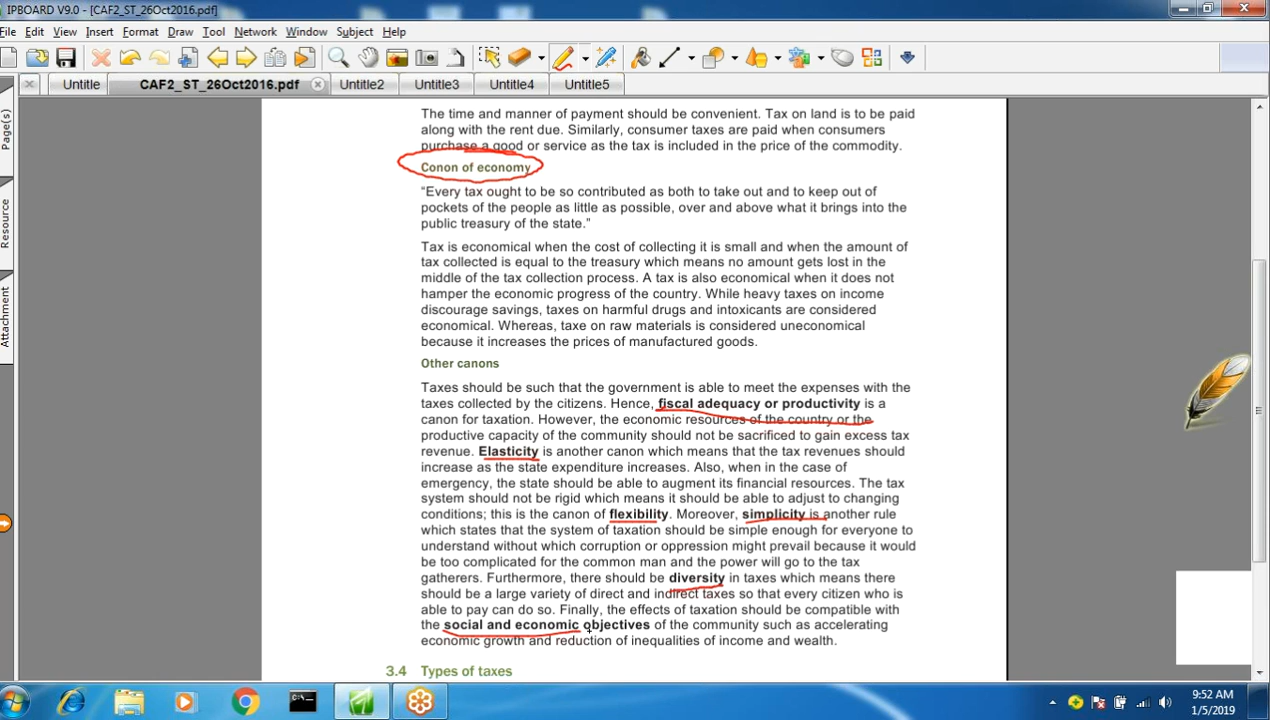 IPBOARD V9.0 - [CAF2_ST_26Oct2016.pdf]
File Edit View Insert Format Draw Tool Network Window Subject Help
Untitle CAF2_ST_26Oct2016.pdf Untitle2 Untitle3 Untitle4 Untitle5
Page(s)
Resource
Attachment
The time and manner of payment should be convenient. Tax on land is to be paid
along with the rent due. Similarly, consumer taxes are paid when consumers
purchase a good or service as the tax is included in the price of the commodity.
Conon of economy
“Every tax ought to be so contributed as both to take out and to keep out of
pockets of the people as little as possible, over and above what it brings into the
public treasury of the state.”
Tax is economical when the cost of collecting it is small and when the amount of
tax collected is equal to the treasury which means no amount gets lost in the
middle of the tax collection process. A tax is also economical when it does not
hamper the economic progress of the country. While heavy taxes on income
discourage savings, taxes on harmful drugs and intoxicants are considered
economical. Whereas, taxe on raw materials is considered uneconomical
because it increases the prices of manufactured goods.
Other canons
Taxes should be such that the government is able to meet the expenses with the
taxes collected by the citizens. Hence, fiscal adequacy or productivity is a
canon for taxation. However, the economic resources of the country or the
productive capacity of the community should not be sacrificed to gain excess tax
revenue. Elasticity is another canon which means that the tax revenues should
increase as the state expenditure increases. Also, when in the case of
emergency, the state should be able to augment its financial resources. The tax
system should not be rigid which means it should be able to adjust to changing
conditions; this is the canon of flexibility. Moreover, simplicity is another rule
which states that the system of taxation should be simple enough for everyone to
understand without which corruption or oppression might prevail because it would
be too complicated for the common man and the power will go to the tax
gatherers. Furthermore, there should be diversity in taxes which means there
should be a large variety of direct and indirect taxes so that every citizen who is
able to pay can do so. Finally, the effects of taxation should be compatible with
the social and economic objectives of the community such as accelerating
economic growth and reduction of inequalities of income and wealth.
3.4 Types of taxes
9:52 AM
1/5/2019